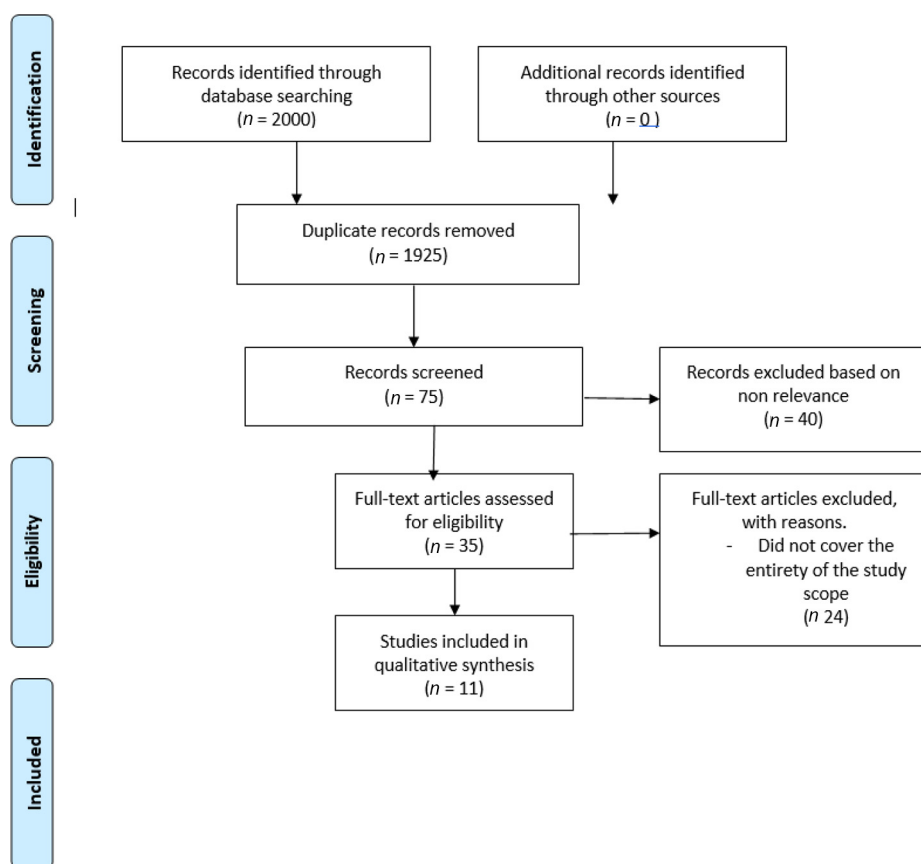 Identification
Records identified through
database searching
(n = 2000)
Additional records identified
through other sources
(n = 0 )
Duplicate records removed
(n = 1925)
Screening
Records screened
(n = 75)
Records excluded based on
non relevance
(n = 40)
Eligibility
Full-text articles assessed
for eligibility
(n = 35)
Full-text articles excluded,
with reasons.
- Did not cover the
entirety of the study
scope
(n 24)
Studies included in
qualitative synthesis
(n = 11)
Included